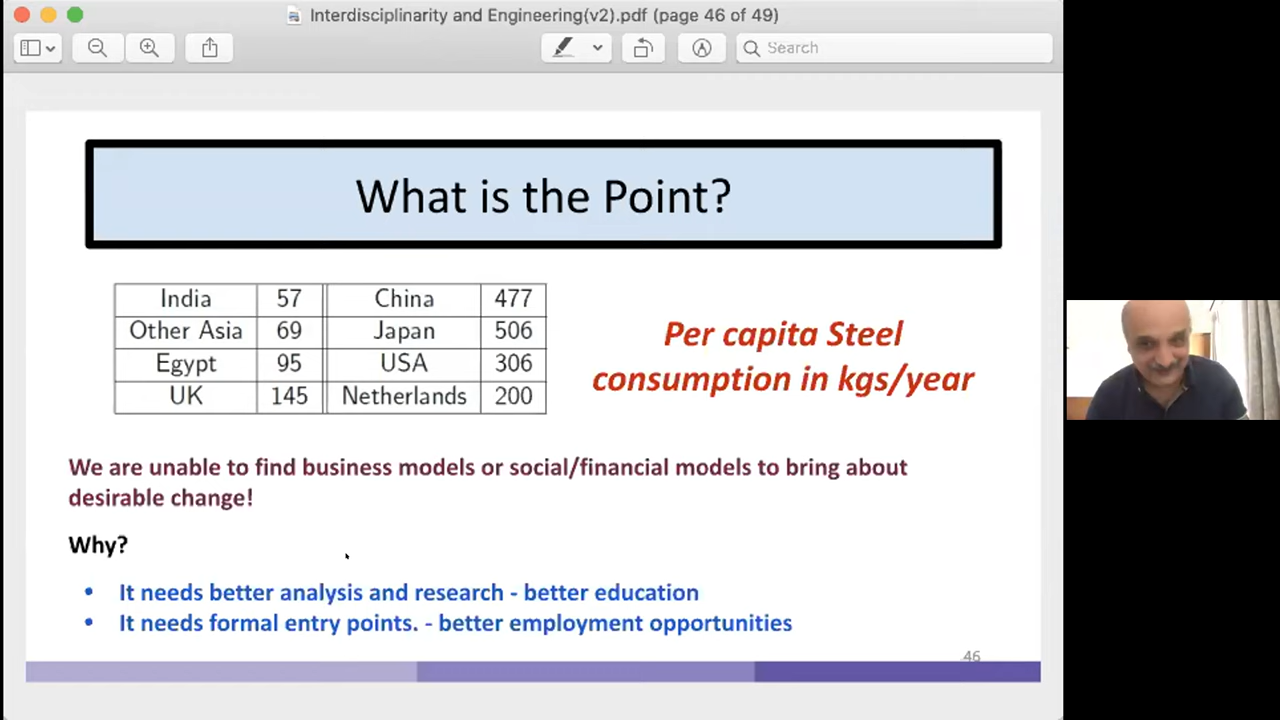 Interdisciplinarity and Engineering(v2).pdf (page 46 of 49)
Search
What is the Point?
India 57 China 477
Other Asia 69 Japan 506
Egypt 95 USA 306
UK 145 Netherlands 200
Per capita Steel
consumption in kgs/year
We are unable to find business models or social/financial models to bring about
desirable change!
Why?
• It needs better analysis and research - better education
• It needs formal entry points. - better employment opportunities
46